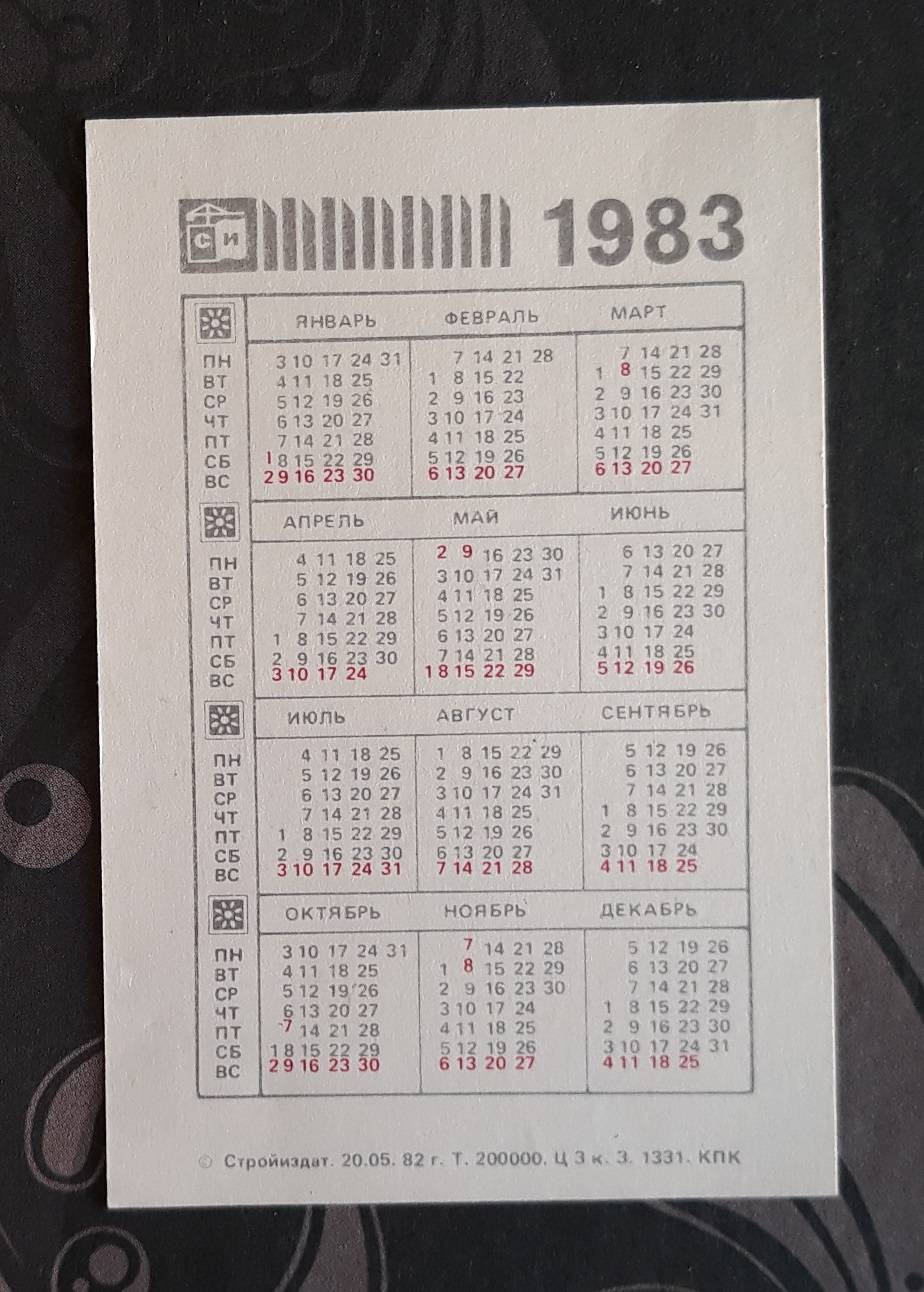 СИ 1983
ЯНВАРЬ ФЕВРАЛЬ МАРТ
ПН 3 10 17 24 31 7 14 21 28 7 14 21 28
ВТ 4 11 18 25 1 8 15 22 1 8 15 22 29
СР 5 12 19 26 2 9 16 23 2 9 16 23 30
ЧТ 6 13 20 27 3 10 17 24 3 10 17 24 31
ПТ 7 14 21 28 4 11 18 25 4 11 18 25
СБ 1 8 15 22 29 5 12 19 26 5 12 19 26
ВС 2 9 16 23 30 6 13 20 27 6 13 20 27
АПРЕЛЬ МАЙ ИЮНЬ
ПН 4 11 18 25 2 9 16 23 30 6 13 20 27
ВТ 5 12 19 26 3 10 17 24 31 7 14 21 28
СР 6 13 20 27 4 11 18 25 1 8 15 22 29
ЧТ 7 14 21 28 5 12 19 26 2 9 16 23 30
ПТ 1 8 15 22 29 6 13 20 27 3 10 17 24
СБ 2 9 16 23 30 7 14 21 28 4 11 18 25
ВС 3 10 17 24 1 8 15 22 29 5 12 19 26
ИЮЛЬ АВГУСТ СЕНТЯБРЬ
ПН 4 11 18 25 1 8 15 22 29 5 12 19 26
ВТ 5 12 19 26 2 9 16 23 30 6 13 20 27
СР 6 13 20 27 3 10 17 24 31 7 14 21 28
ЧТ 7 14 21 28 4 11 18 25 1 8 15 22 29
ПТ 1 8 15 22 29 5 12 19 26 2 9 16 23 30
СБ 2 9 16 23 30 6 13 20 27 3 10 17 24
ВС 3 10 17 24 31 7 14 21 28 4 11 18 25
ОКТЯБРЬ НОЯБРЬ ДЕКАБРЬ
ПН 3 10 17 24 31 7 14 21 28 5 12 19 26
ВТ 4 11 18 25 1 8 15 22 29 6 13 20 27
СР 5 12 19 26 2 9 16 23 30 7 14 21 28
ЧТ 6 13 20 27 3 10 17 24 1 8 15 22 29
ПТ 7 14 21 28 4 11 18 25 2 9 16 23 30
СБ 1 8 15 22 29 5 12 19 26 3 10 17 24 31
ВС 2 9 16 23 30 6 13 20 27 4 11 18 25
© Стройиздат. 20.05. 82 г. Т. 200000. Ц 3 к. З. 1331. КПК